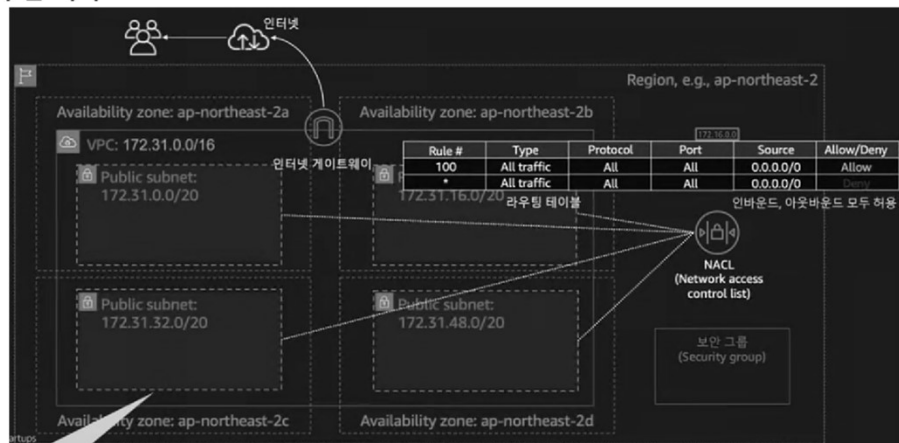 인터넷
Region, e.g., ap-northeast-2
Availability zone: ap-northeast-2a
Availability zone: ap-northeast-2b
VPC: 172.31.0.0/16
인터넷 게이트웨이
172.16.0.0
Rule # Type Protocol Port Source Allow/Deny
100 All traffic All All 0.0.0.0/0 Allow
* All traffic All All 0.0.0.0/0 Deny
Public subnet:
172.31.0.0/20
172.31.16.0/20
라우팅 테이블
인바운드, 아웃바운드 모두 허용
NACL
(Network access
control list)
Public subnet:
172.31.32.0/20
Public subnet:
172.31.48.0/20
보안 그룹
(Security group)
Availability zone: ap-northeast-2c
Availability zone: ap-northeast-2d
artups